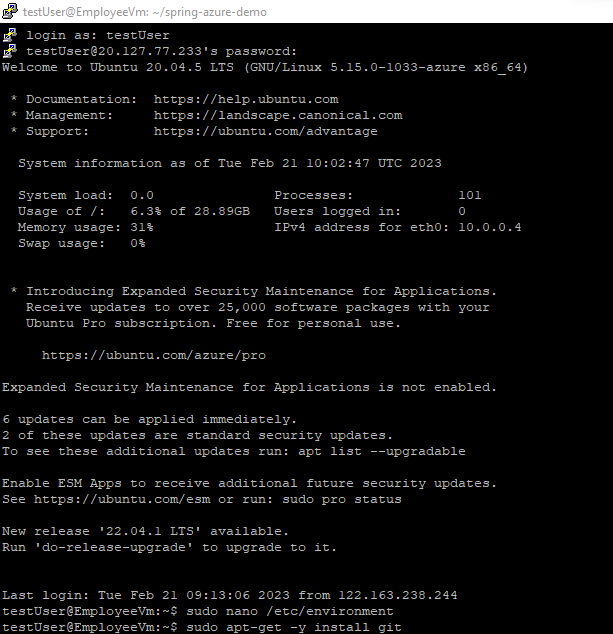 testUser@EmployeeVm: ~/spring-azure-demo
login as: testUser
testUser@20.127.77.233's password:
Welcome to Ubuntu 20.04.5 LTS (GNU/Linux 5.15.0-1033-azure x86_64)
* Documentation:  https://help.ubuntu.com
* Management:     https://landscape.canonical.com
* Support:        https://ubuntu.com/advantage
System information as of Tue Feb 21 10:02:47 UTC 2023
System load:  0.0               Processes:             101
Usage of /:   6.3% of 28.89GB   Users logged in:       0
Memory usage: 31%               IPv4 address for eth0: 10.0.0.4
Swap usage:   0%
* Introducing Expanded Security Maintenance for Applications.
Receive updates to over 25,000 software packages with your
Ubuntu Pro subscription. Free for personal use.
https://ubuntu.com/azure/pro
Expanded Security Maintenance for Applications is not enabled.
6 updates can be applied immediately.
2 of these updates are standard security updates.
To see these additional updates run: apt list --upgradable
Enable ESM Apps to receive additional future security updates.
See https://ubuntu.com/esm or run: sudo pro status
New release '22.04.1 LTS' available.
Run 'do-release-upgrade' to upgrade to it.
Last login: Tue Feb 21 09:13:06 2023 from 122.163.238.244
testUser@EmployeeVm:~$ sudo nano /etc/environment
testUser@EmployeeVm:~$ sudo apt-get -y install git